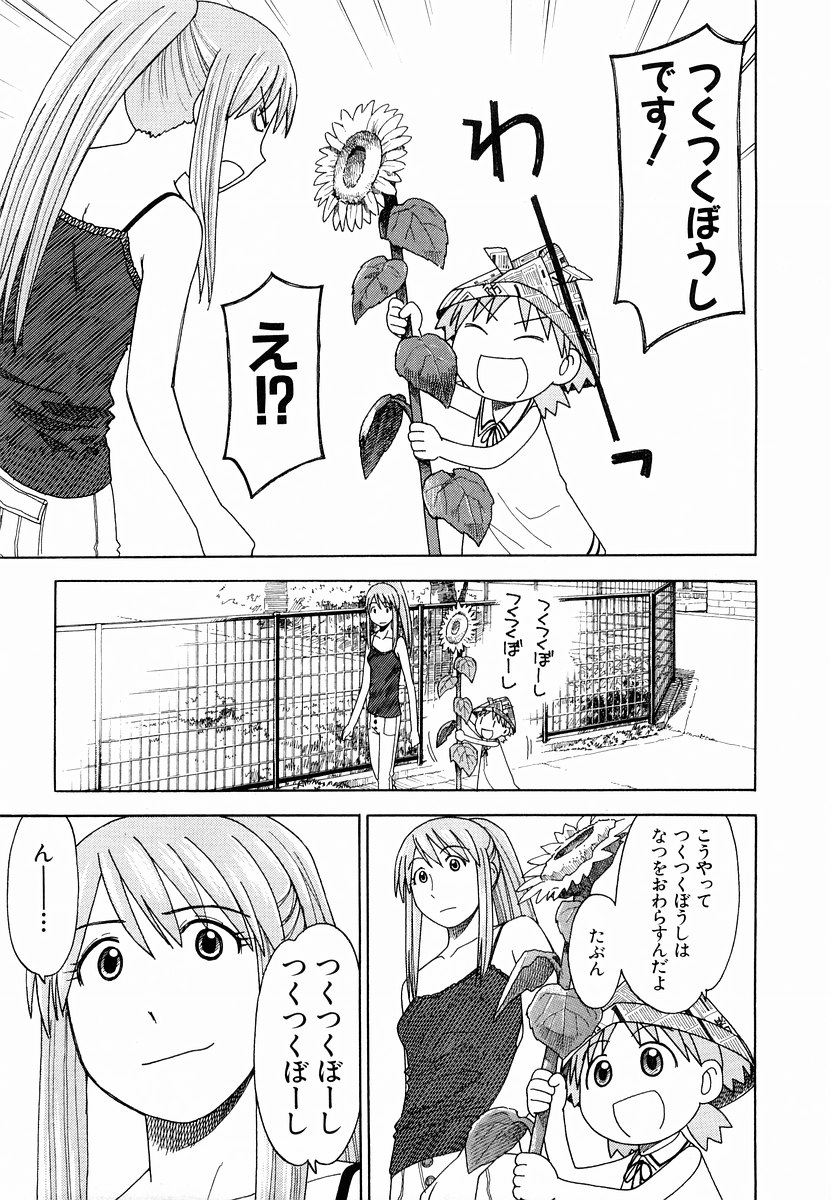 つくつくぼうし
です!
わーっ
え!?
つくつくぼーし
つくつくぼーし
こうやって
つくつくぼうしは
なつをおわらすんだよ
たぶん
つくつくぼーし
つくつくぼーし
ん——…